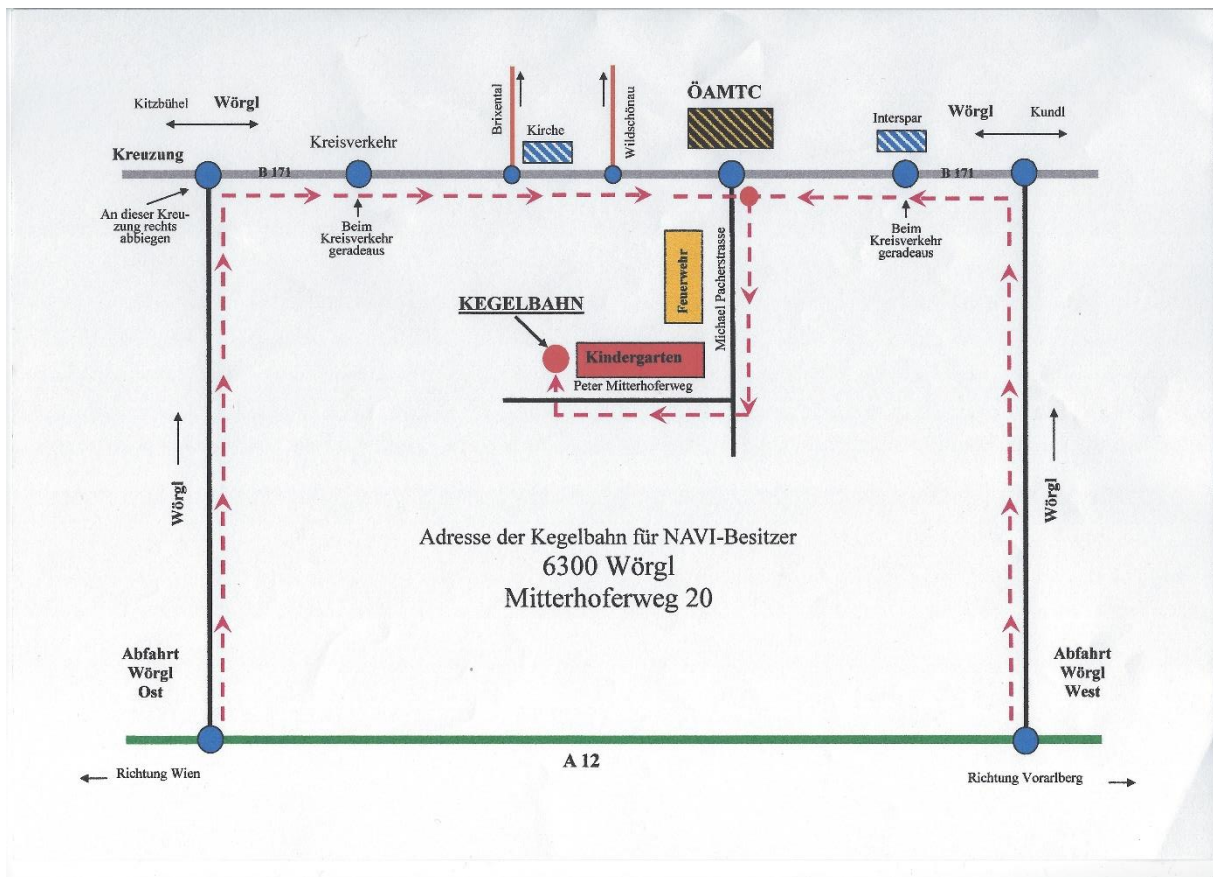 ÖAMTC
Kitzbühel
Wörgl
Brixental
Kirche
Wildschönau
Interspar
Wörgl
Kundl
Kreisverkehr
Kreuzung
B 171
B 171
An dieser Kreu-
zung rechts
abbiegen
Beim
Kreisverkehr
geradeaus
Beim
Kreisverkehr
geradeaus
Feuerwehr
Michael Pacherstrasse
KEGELBAHN
Kindergarten
Peter Mitterhoferweg
Wörgl
Wörgl
Adresse der Kegelbahn für NAVI-Besitzer
6300 Wörgl
Mitterhoferweg 20
Abfahrt
Wörgl
Ost
Abfahrt
Wörgl
West
A 12
Richtung Wien
Richtung Vorarlberg